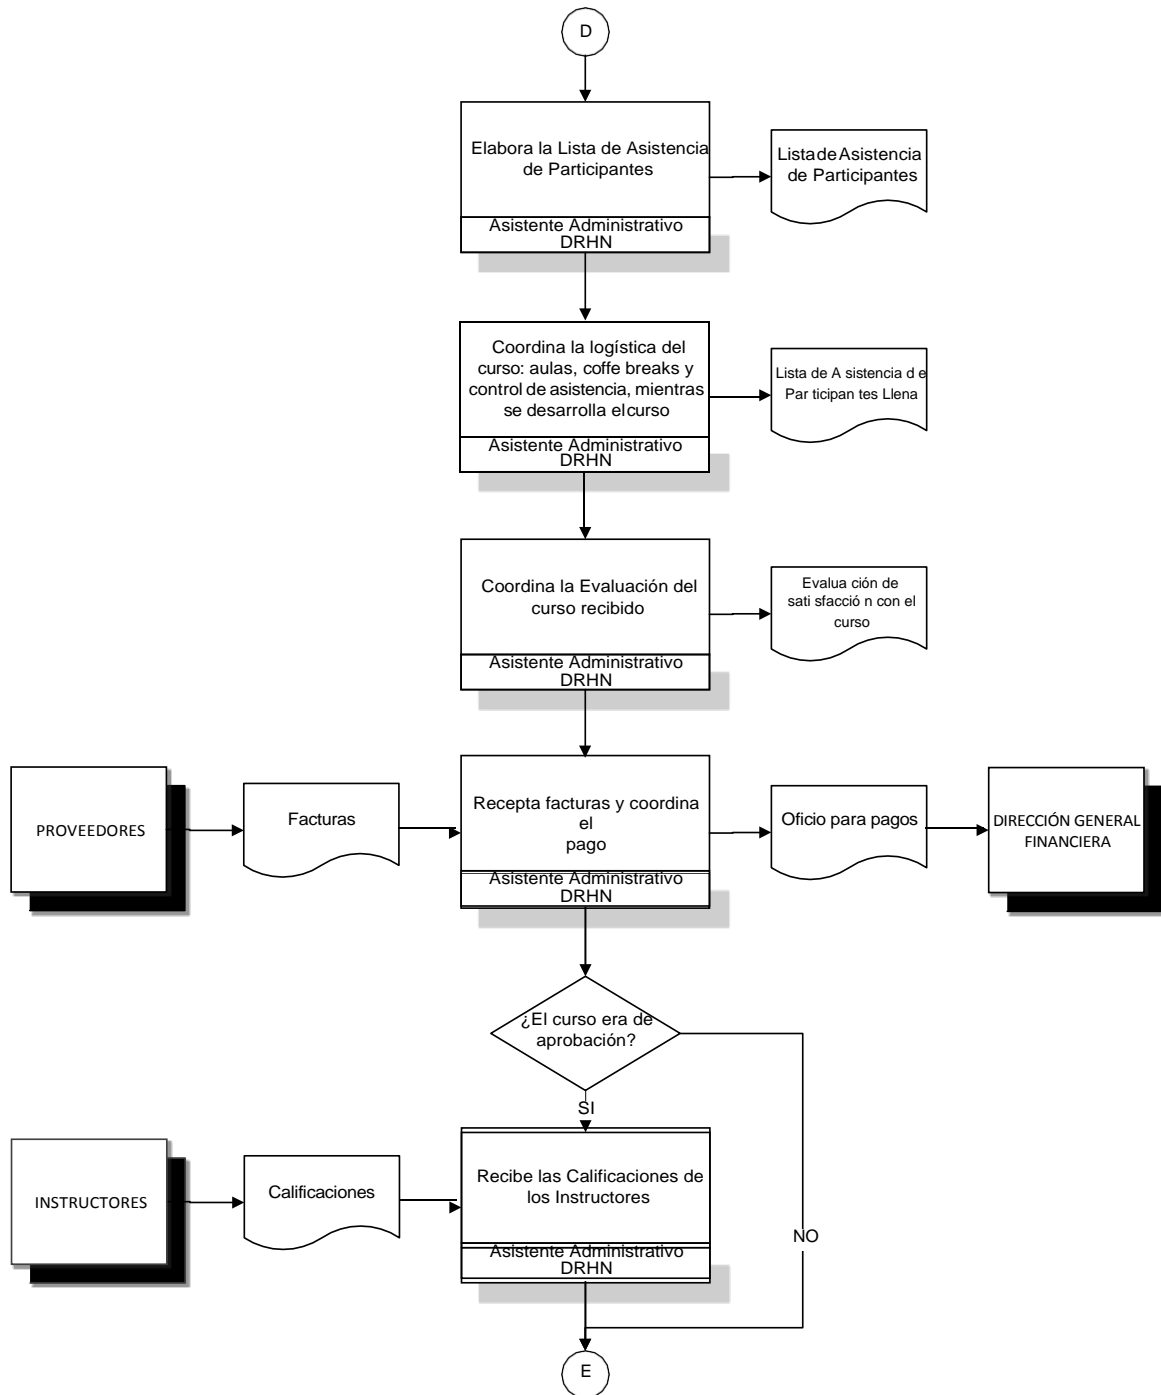 D
Elabora la Lista de Asistencia
de Participantes
Asistente Administrativo
DRHN
Lista de Asistencia
de Participantes
Coordina la logística del
curso: aulas, coffe breaks y
control de asistencia, mientras
se desarrolla el curso
Asistente Administrativo
DRHN
Lista de A sistencia d e
Par ticipan tes Llena
Coordina la Evaluación del
curso recibido
Asistente Administrativo
DRHN
Evalua ción de
sati sfacció n con el
curso
PROVEEDORES
Facturas
Recepta facturas y coordina
el
pago
Asistente Administrativo
DRHN
Oficio para pagos
DIRECCIÓN GENERAL
FINANCIERA
¿El curso era de
aprobación?
SI
NO
INSTRUCTORES
Calificaciones
Recibe las Calificaciones de
los Instructores
Asistente Administrativo
DRHN
E